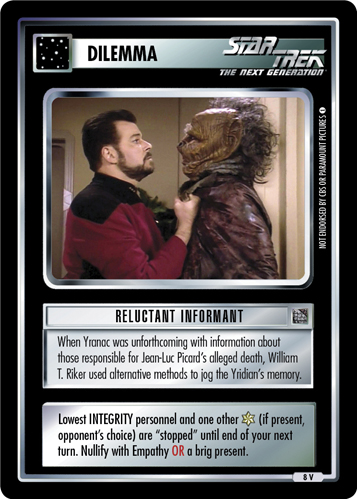 DILEMMA
STAR TREK
THE NEXT GENERATION
NOT ENDORSED BY CBS OR PARAMOUNT PICTURES
RELUCTANT INFORMANT
When Yranac was unforthcoming with information about
those responsible for Jean-Luc Picard's alleged death, William
T. Riker used alternative methods to jog the Yridian's memory.
Lowest INTEGRITY personnel and one other (if present,
opponent's choice) are "stopped" until end of your next
turn. Nullify with Empathy OR a brig present.
8 V